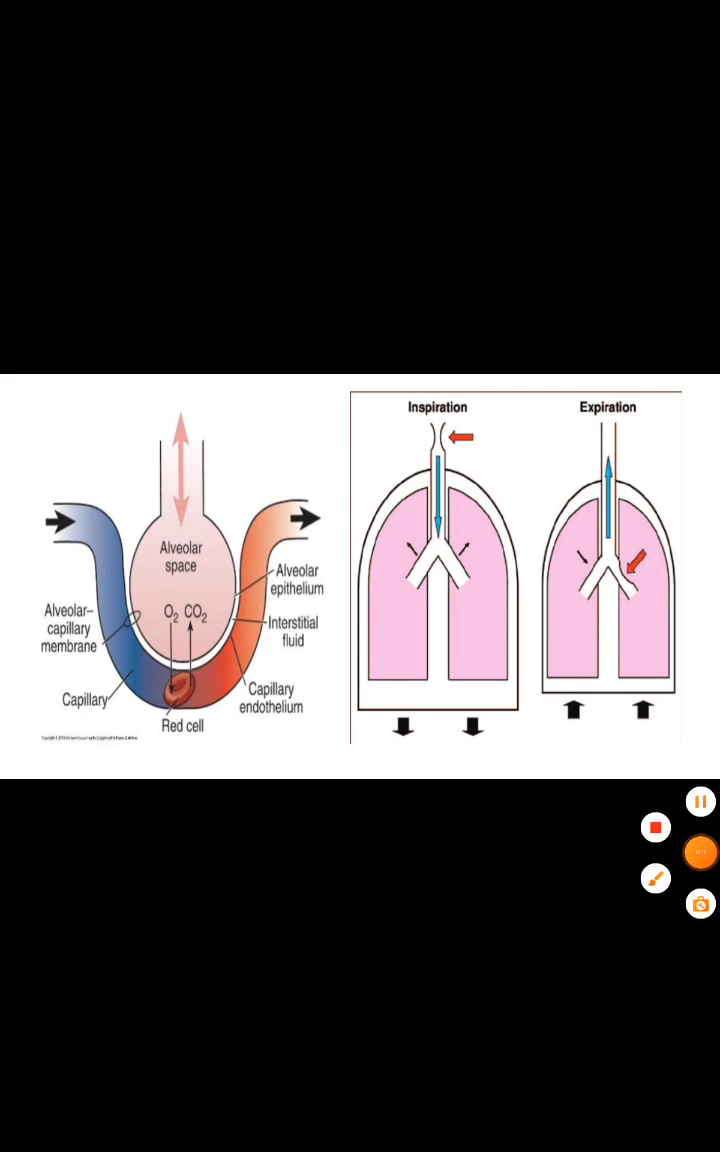 Inspiration
Expiration
Alveolar
space
Alveolar
epithelium
O2 CO2
Alveolar–
capillary
membrane
Interstitial
fluid
Capillary
Capillary
endothelium
Red cell